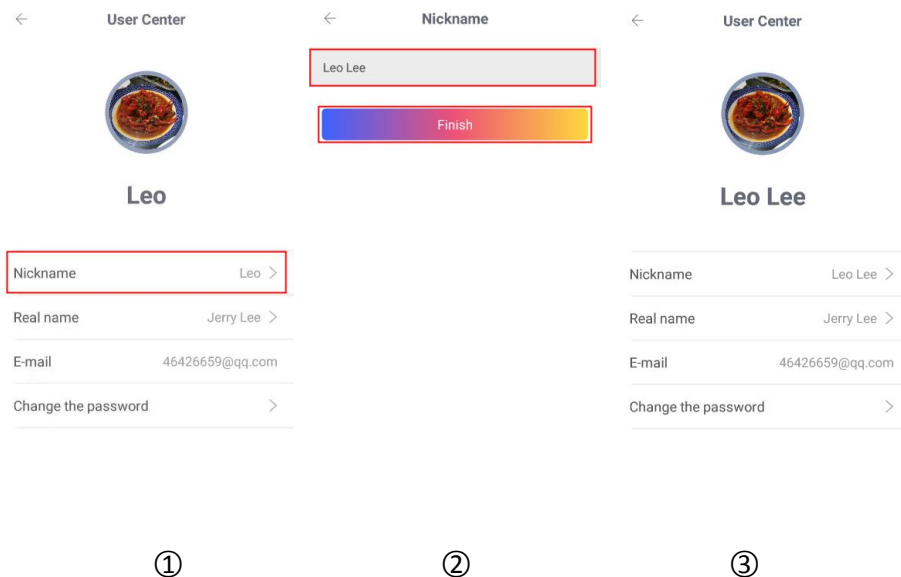 User Center
Leo
Nickname Leo
Real name Jerry Lee
E-mail 46426659@qq.com
Change the password
①
Nickname
Leo Lee
Finish
②
User Center
Leo Lee
Nickname Leo Lee
Real name Jerry Lee
E-mail 46426659@qq.com
Change the password
③